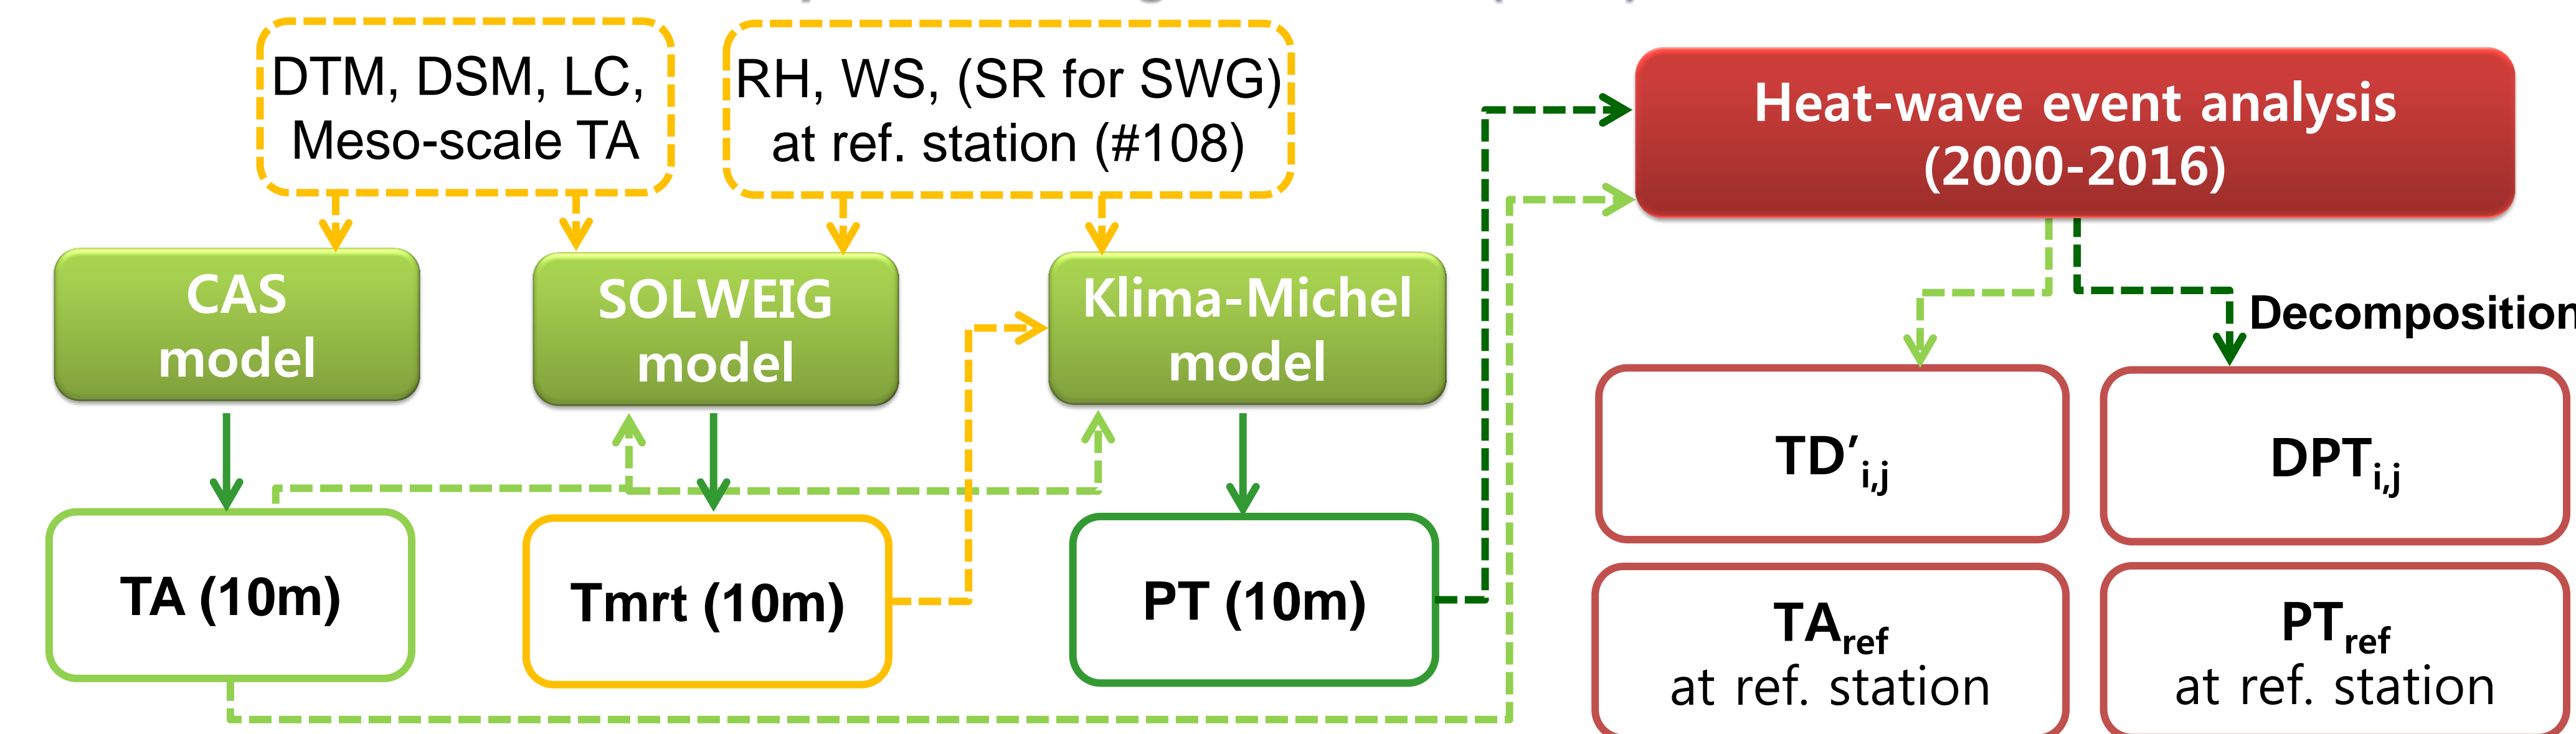 DTM, DSM, LC,
Meso-scale TA
RH, WS, (SR for SWG)
at ref. station (#108)
Heat-wave event analysis
(2000-2016)
CAS
model
SOLWEIG
model
Klima-Michel
model
Decomposition
TD’i,j
DPTi,j
TA (10m)
Tmrt (10m)
PT (10m)
TAref
at ref. station
PTref
at ref. station